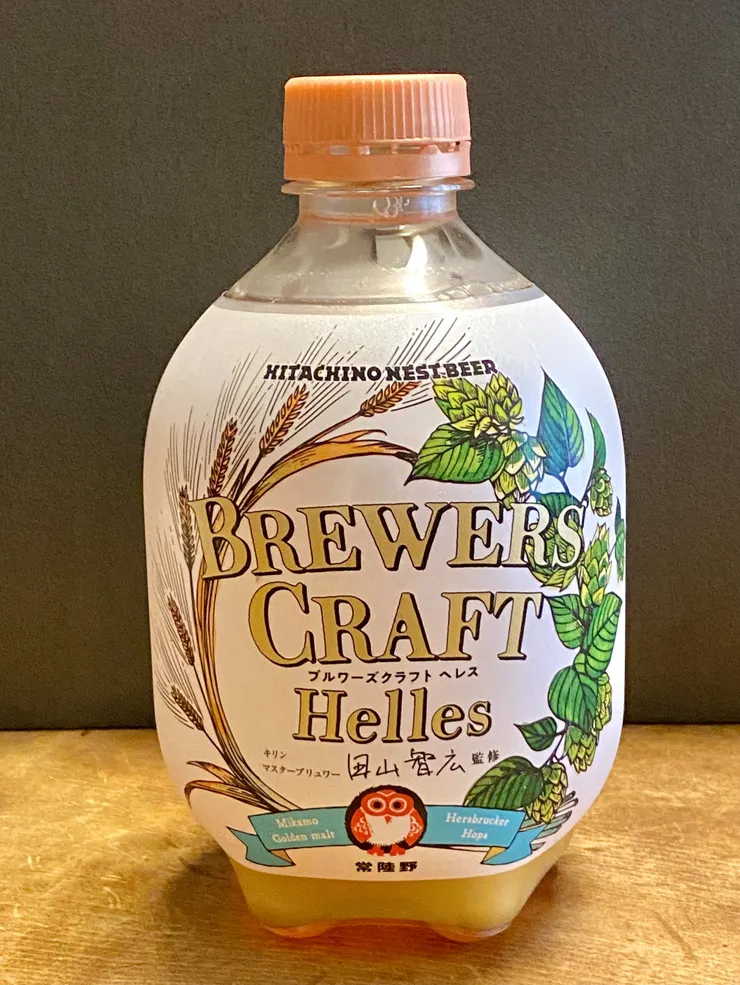 HITACHINO NEST BEER
BREWERS
CRAFT
ブルワーズクラフト ヘレス
Helles
キリン
マスターブリュワー 田山智広 監修
Mikamo
Golden malt
Hersbrucker
Hops
常陸野